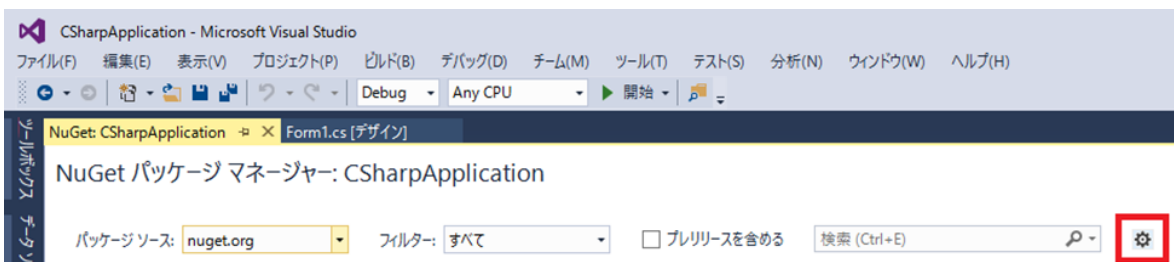 CSharpApplication - Microsoft Visual Studio
ファイル(F) 編集(E) 表示(V) プロジェクト(P) ビルド(B) デバッグ(D) チーム(M) ツール(T) テスト(S) 分析(N) ウィンドウ(W) ヘルプ(H)
Debug Any CPU 開始
NuGet: CSharpApplication Form1.cs [デザイン]
ツールボックス
NuGet パッケージ マネージャー: CSharpApplication
データ ソ
パッケージ ソース: nuget.org フィルター: すべて プレリリースを含める 検索 (Ctrl+E)